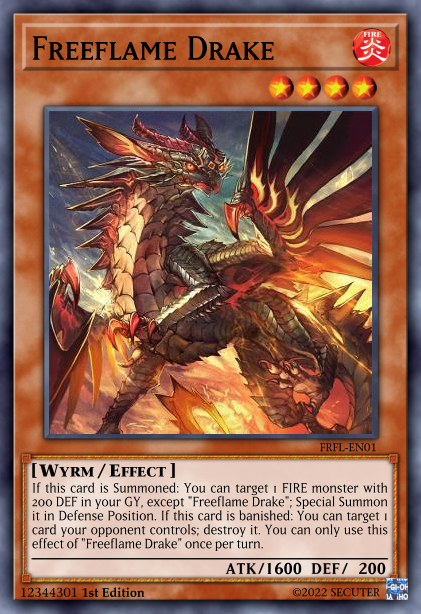 Freeflame Drake
FIRE
炎
FRFL-EN01
[Wyrm / Effect]
If this card is Summoned: You can target 1 FIRE monster with
200 DEF in your GY, except "Freeflame Drake"; Special Summon
it in Defense Position. If this card is banished: You can target 1
card your opponent controls; destroy it. You can only use this
effect of "Freeflame Drake" once per turn.
ATK/1600 DEF/ 200
12344301 1st Edition
©2022 SECUTER